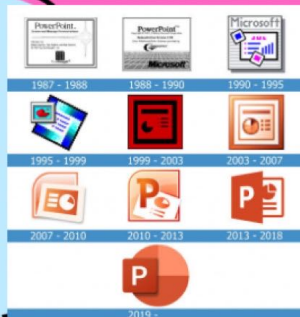 PowerPoint
PowerPoint
Microsoft
Microsoft
1987 - 1988
1988 - 1990
1990 - 1995
1995 - 1999
1999 - 2003
2003 - 2007
P
P
2007 - 2010
2010 - 2013
2013 - 2018
P
2019 -